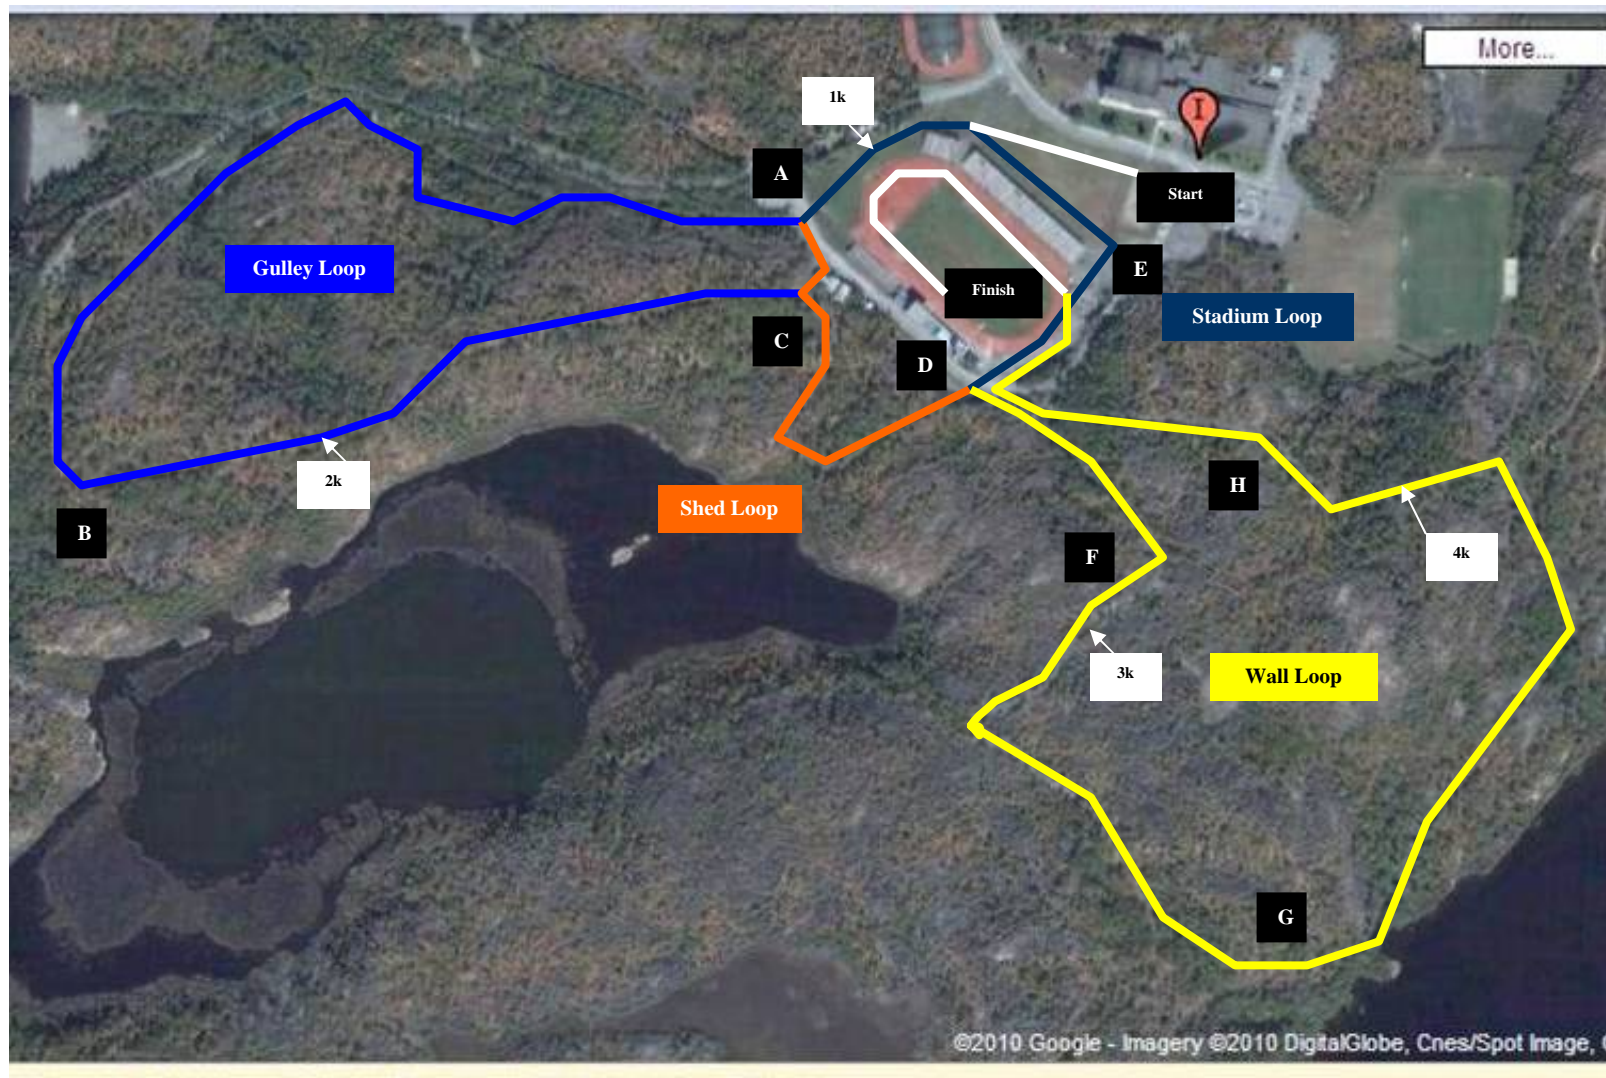 More...
1k
I
A
Start
Gulley Loop
E
Finish
Stadium Loop
C
D
2k
H
Shed Loop
B
F
4k
3k
Wall Loop
G
©2010 Google - Imagery ©2010 DigitalGlobe, Cnes/Spot Image,